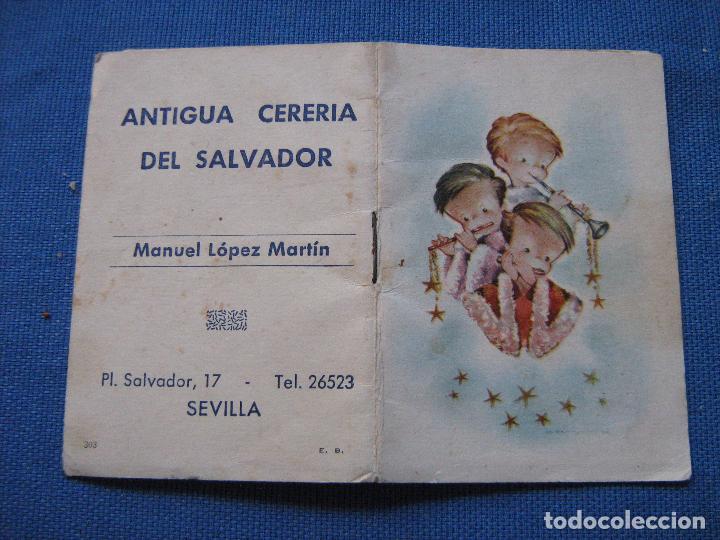 ANTIGUA CERERIA
DEL SALVADOR
Manuel López Martín
Pl. Salvador, 17 - Tel. 26523
SEVILLA
303
E. B.
todocoleccion